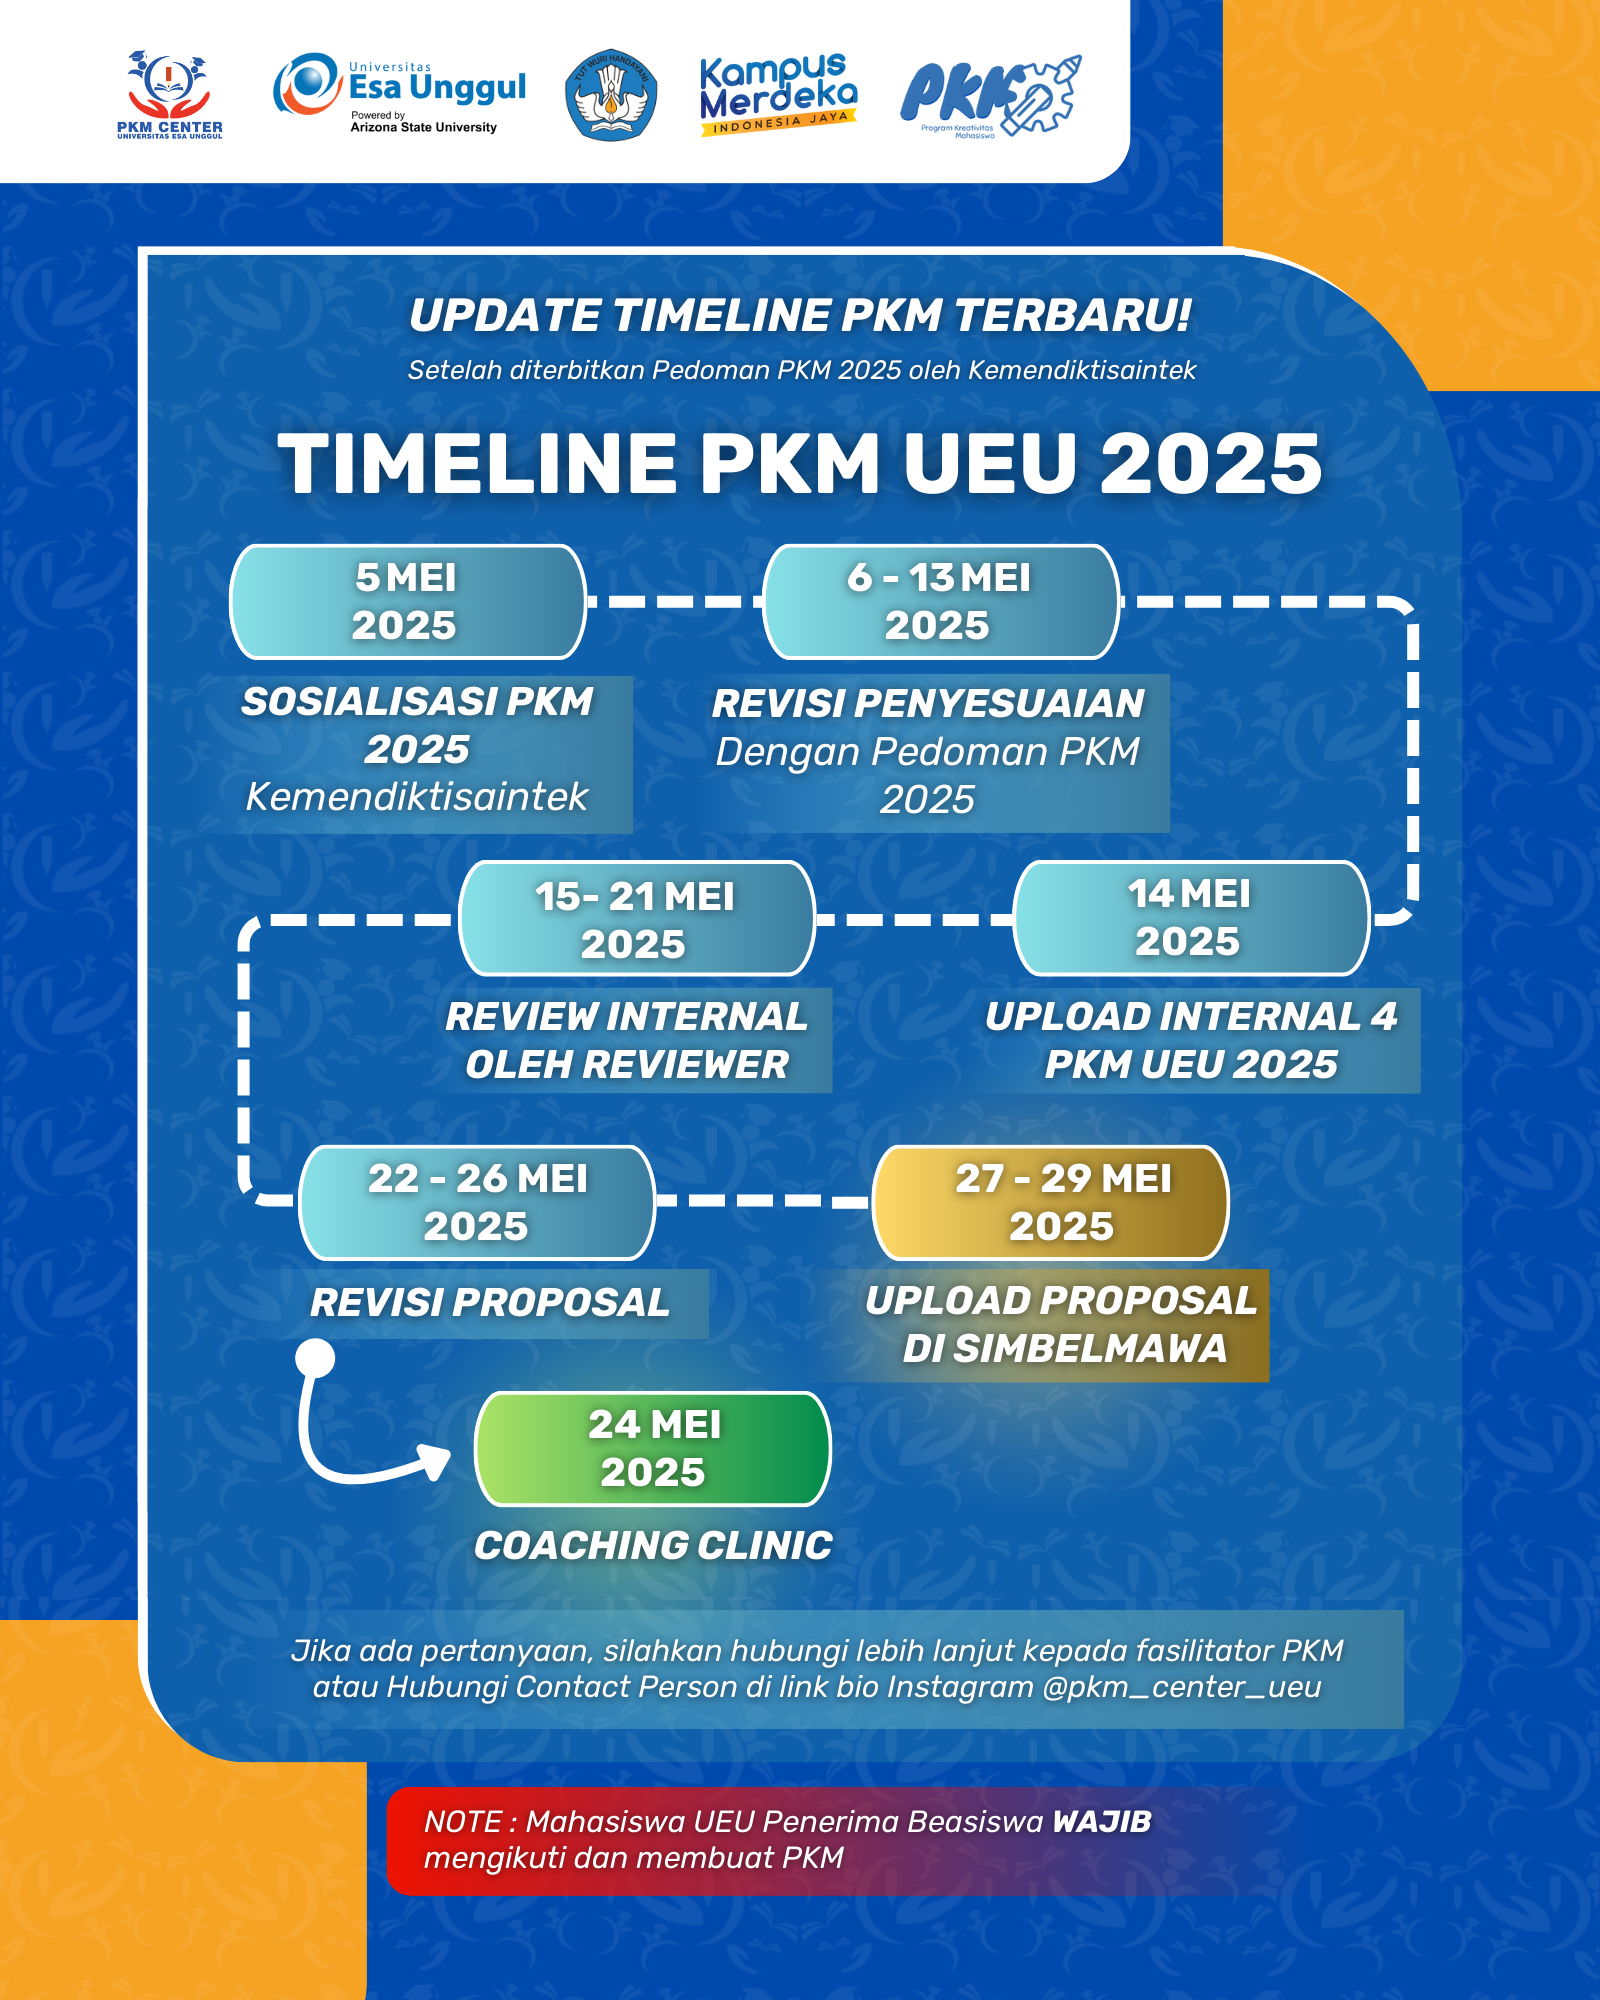 PKM CENTER
UNIVERSITAS ESA UNGGUL
Universitas
Esa Unggul
Powered by
Arizona State University
TUT WURI HANDAYANI
Kampus
Merdeka
INDONESIA JAYA
PKM
Program Kreativitas
Mahasiswa
UPDATE TIMELINE PKM TERBARU!
Setelah diterbitkan Pedoman PKM 2025 oleh Kemendiktisaintek
TIMELINE PKM UEU 2025
5 MEI
2025
SOSIALISASI PKM
2025
Kemendiktisaintek
6 - 13 MEI
2025
REVISI PENYESUAIAN
Dengan Pedoman PKM
2025
14 MEI
2025
UPLOAD INTERNAL 4
PKM UEU 2025
15- 21 MEI
2025
REVIEW INTERNAL
OLEH REVIEWER
22 - 26 MEI
2025
REVISI PROPOSAL
27 - 29 MEI
2025
UPLOAD PROPOSAL
DI SIMBELMAWA
24 MEI
2025
COACHING CLINIC
Jika ada pertanyaan, silahkan hubungi lebih lanjut kepada fasilitator PKM
atau Hubungi Contact Person di link bio Instagram @pkm_center_ueu
NOTE : Mahasiswa UEU Penerima Beasiswa WAJIB
mengikuti dan membuat PKM